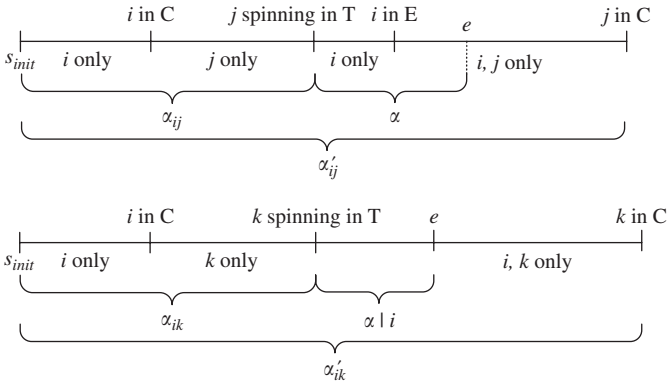 i in C j spinning in T i in E e j in C
s_init i only j only i only i, j only
α_ij α
α′_ij
i in C k spinning in T e k in C
s_init i only k only i, k only
α_ik α | i
α′_ik